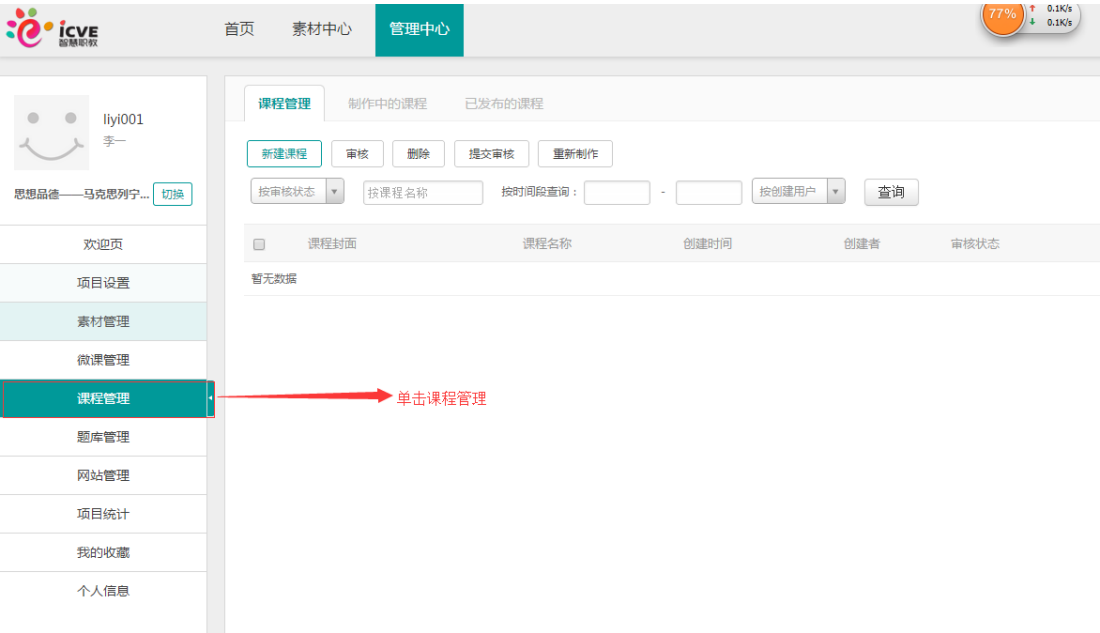 icve
智慧职教
首页 素材中心 管理中心
77% ↑ 0.1K/s
↓ 0.1K/s
liyi001
李一
思想品德——马克思列宁... 切换
欢迎页
项目设置
素材管理
微课管理
课程管理
题库管理
网站管理
项目统计
我的收藏
个人信息
课程管理 制作中的课程 已发布的课程
新建课程 审核 删除 提交审核 重新制作
按审核状态 按课程名称 按时间段查询： - 按创建用户 查询
课程封面 课程名称 创建时间 创建者 审核状态
暂无数据
单击课程管理